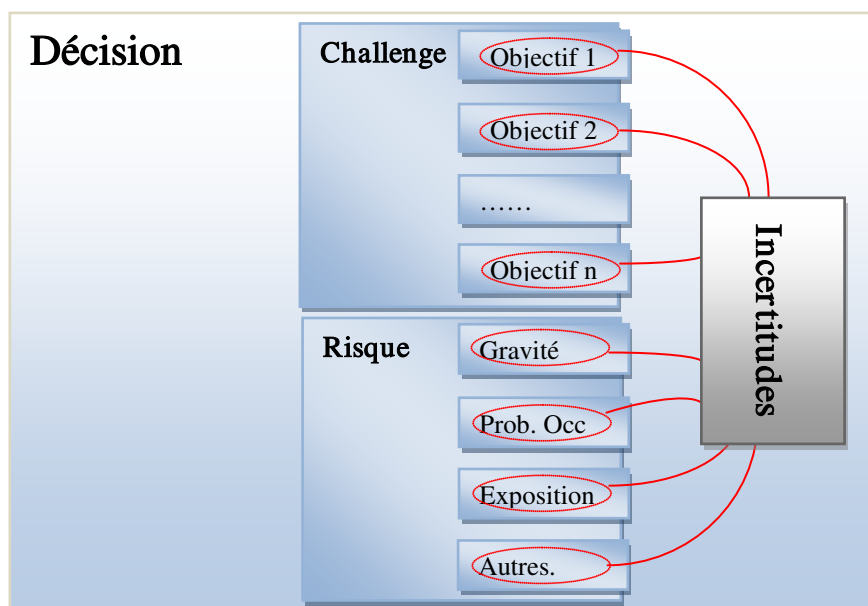 Décision
Challenge
Objectif 1
Objectif 2
......
Objectif n
Risque
Gravité
Prob. Occ
Exposition
Autres.
Incertitudes